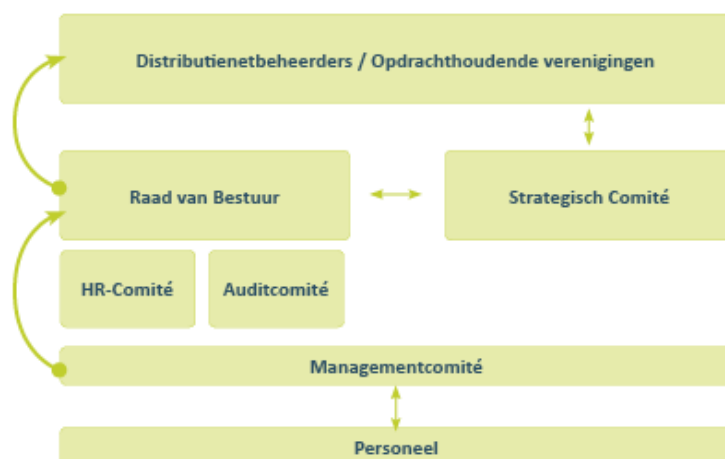 Distributienetbeheerders / Opdrachthoudende verenigingen
Raad van Bestuur
Strategisch Comité
HR-Comité
Auditcomité
Managementcomité
Personeel